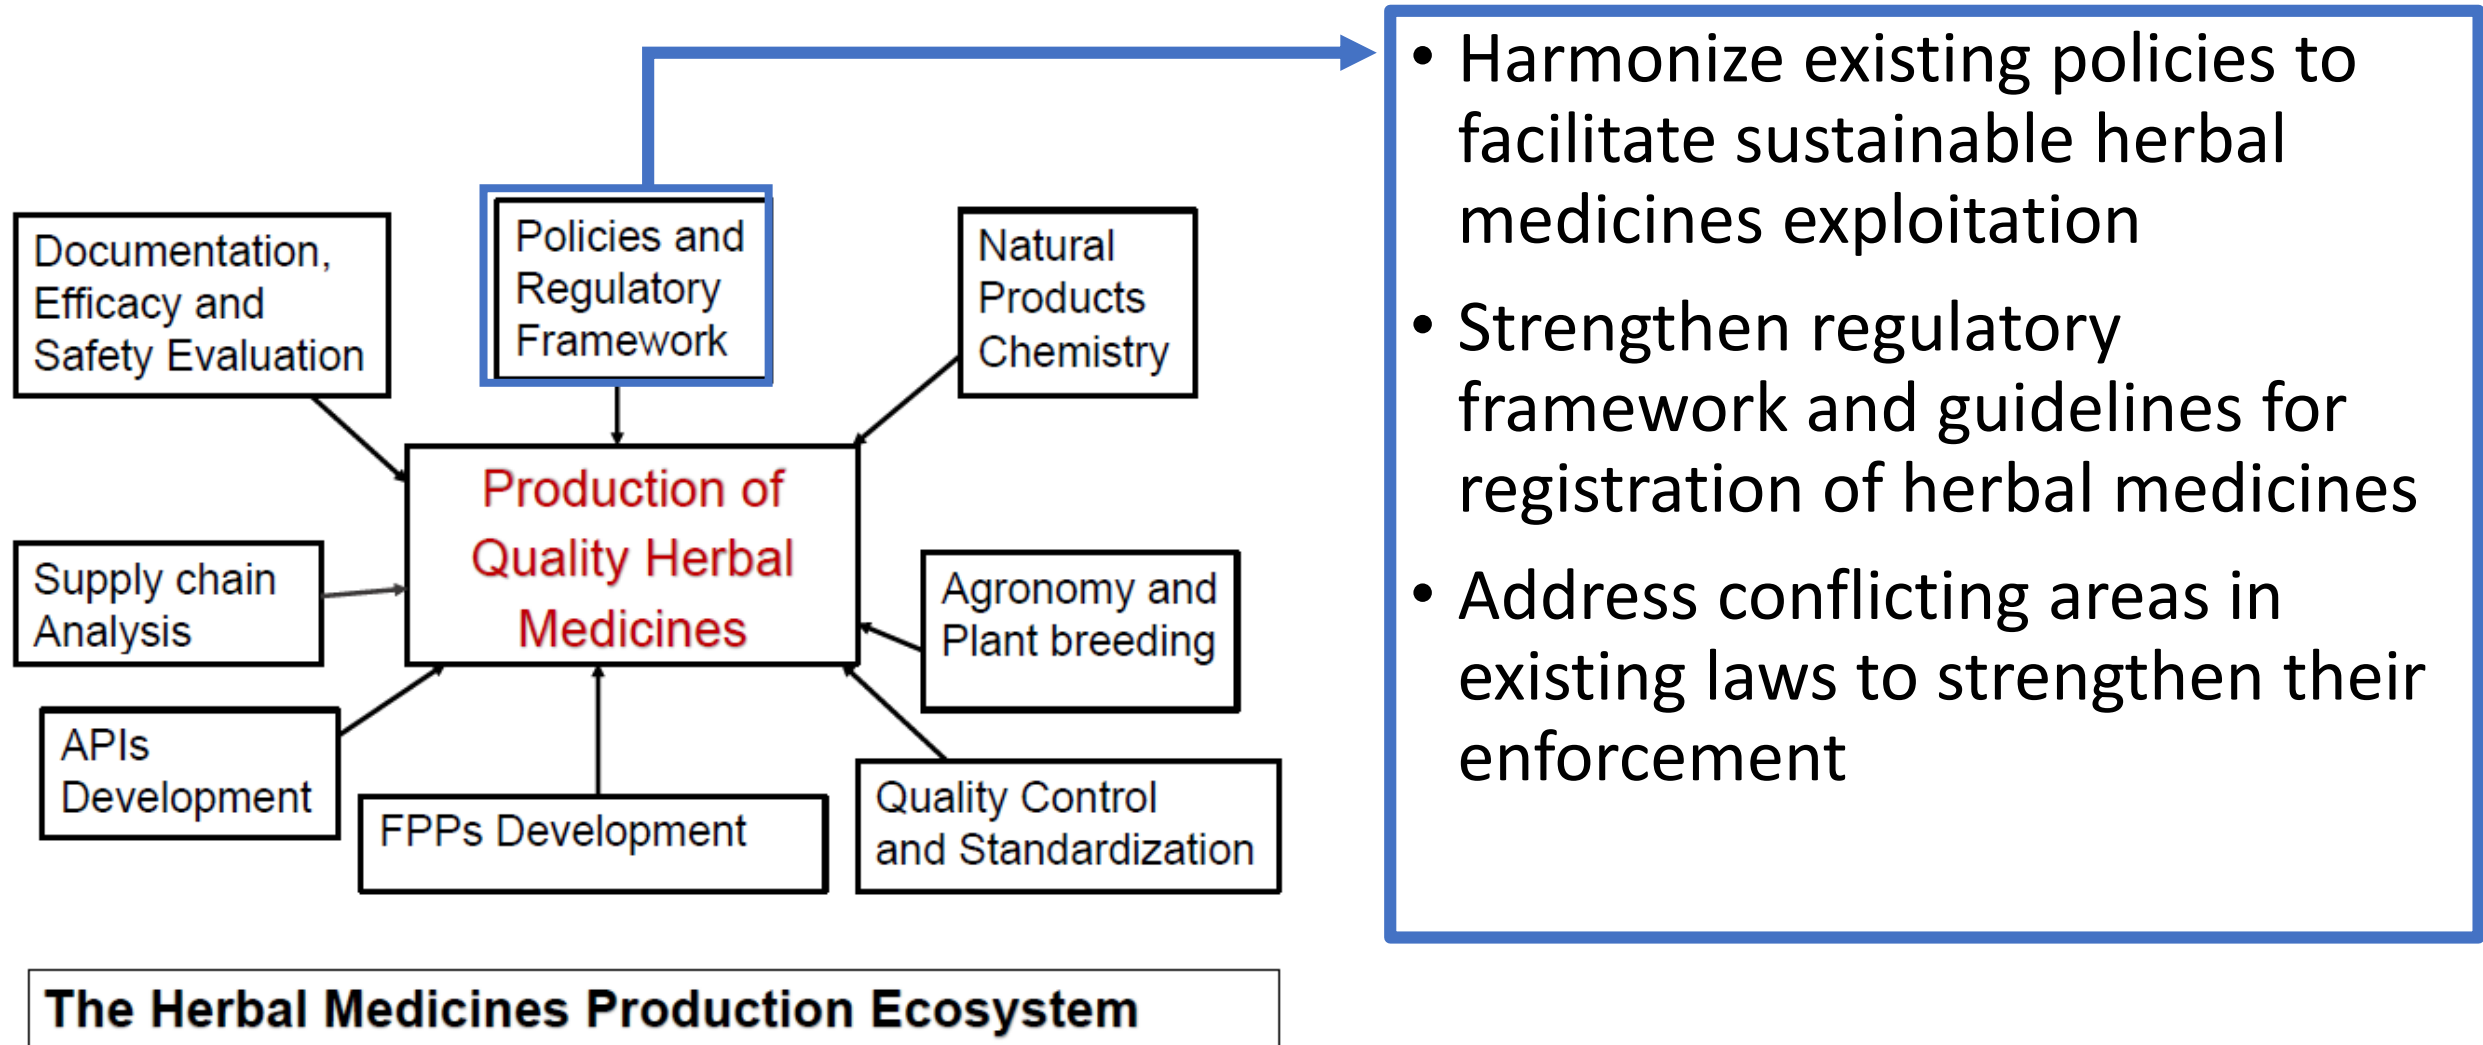 Documentation,
Efficacy and
Safety Evaluation
Policies and
Regulatory
Framework
Natural
Products
Chemistry
Production of
Quality Herbal
Medicines
Supply chain
Analysis
Agronomy and
Plant breeding
APIs
Development
FPPs Development
Quality Control
and Standardization
The Herbal Medicines Production Ecosystem
• Harmonize existing policies to
facilitate sustainable herbal
medicines exploitation
• Strengthen regulatory
framework and guidelines for
registration of herbal medicines
• Address conflicting areas in
existing laws to strengthen their
enforcement